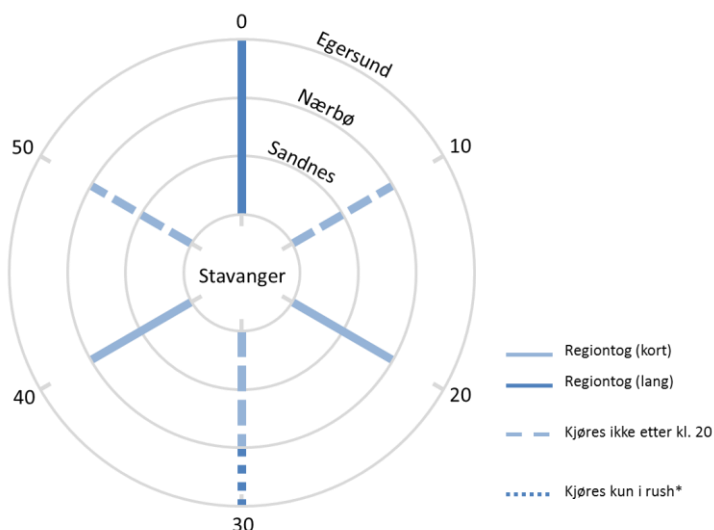 0
Egersund
Nærbø
Sandnes
50
10
Stavanger
40
20
30
Regiontog (kort)
Regiontog (lang)
Kjøres ikke etter kl. 20
Kjøres kun i rush*